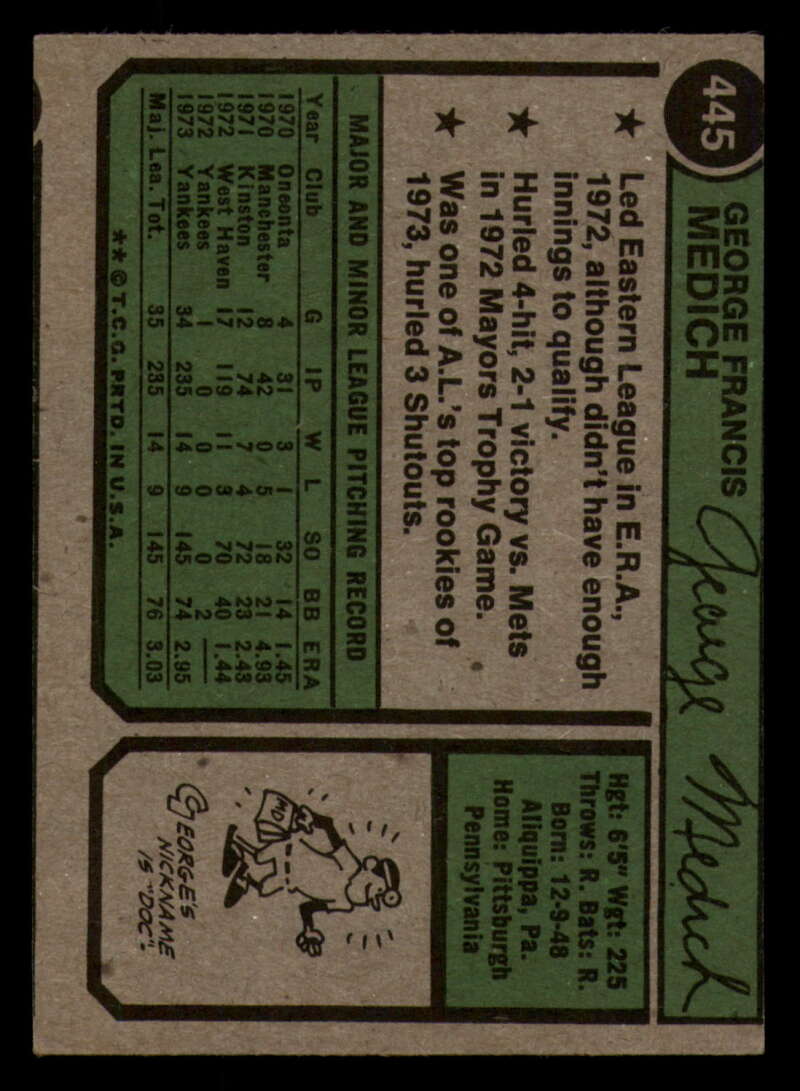 445
GEORGE FRANCIS
MEDICH
George Medich
★ Led Eastern League in E.R.A.,
1972, although didn't have enough
innings to qualify.
★ Hurled 4-hit, 2-1 victory vs. Mets
in 1972 Mayors Trophy Game.
★ Was one of A.L.'s top rookies of
1973, hurled 3 Shutouts.
MAJOR AND MINOR LEAGUE PITCHING RECORD
Year Club G IP W L SO BB ERA
1970 Oneonta 4 31 3 1 32 14 1.45
1970 Manchester 8 42 0 5 18 21 4.93
1971 Kinston 12 74 7 4 72 23 2.43
1972 West Haven 17 119 11 3 70 40 1.44
1972 Yankees 1 0 0 0 0 2 —
1973 Yankees 34 235 14 9 145 74 2.95
Maj. Lea. Tot. 35 235 14 9 145 76 3.03
**©T.C.G. PRTD. IN U.S.A.
Hgt: 6'5" Wgt: 225
Throws: R. Bats: R.
Born: 12-9-48
Aliquippa, Pa.
Home: Pittsburgh
Pennsylvania
MD
GEORGE'S
NICKNAME
IS "DOC".